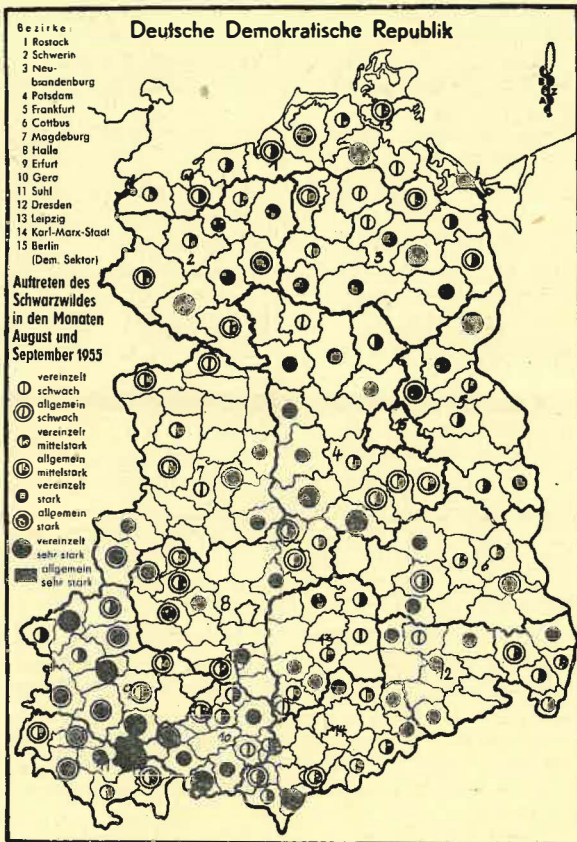 Deutsche Demokratische Republik
Bezirke:
1 Rostock
2 Schwerin
3 Neu-
brandenburg
4 Potsdam
5 Frankfurt
6 Cottbus
7 Magdeburg
8 Halle
9 Erfurt
10 Gera
11 Suhl
12 Dresden
13 Leipzig
14 Karl-Marx-Stadt
15 Berlin
(Dem. Sektor)
Auftreten des
Schwarzwildes
in den Monaten
August und
September 1955
vereinzelt
schwach
allgemein
schwach
vereinzelt
mittelstark
allgemein
mittelstark
vereinzelt
stark
allgemein
stark
vereinzelt
sehr stark
allgemein
sehr stark
1
2
3
4
5
6
7
8
10
13
14
15